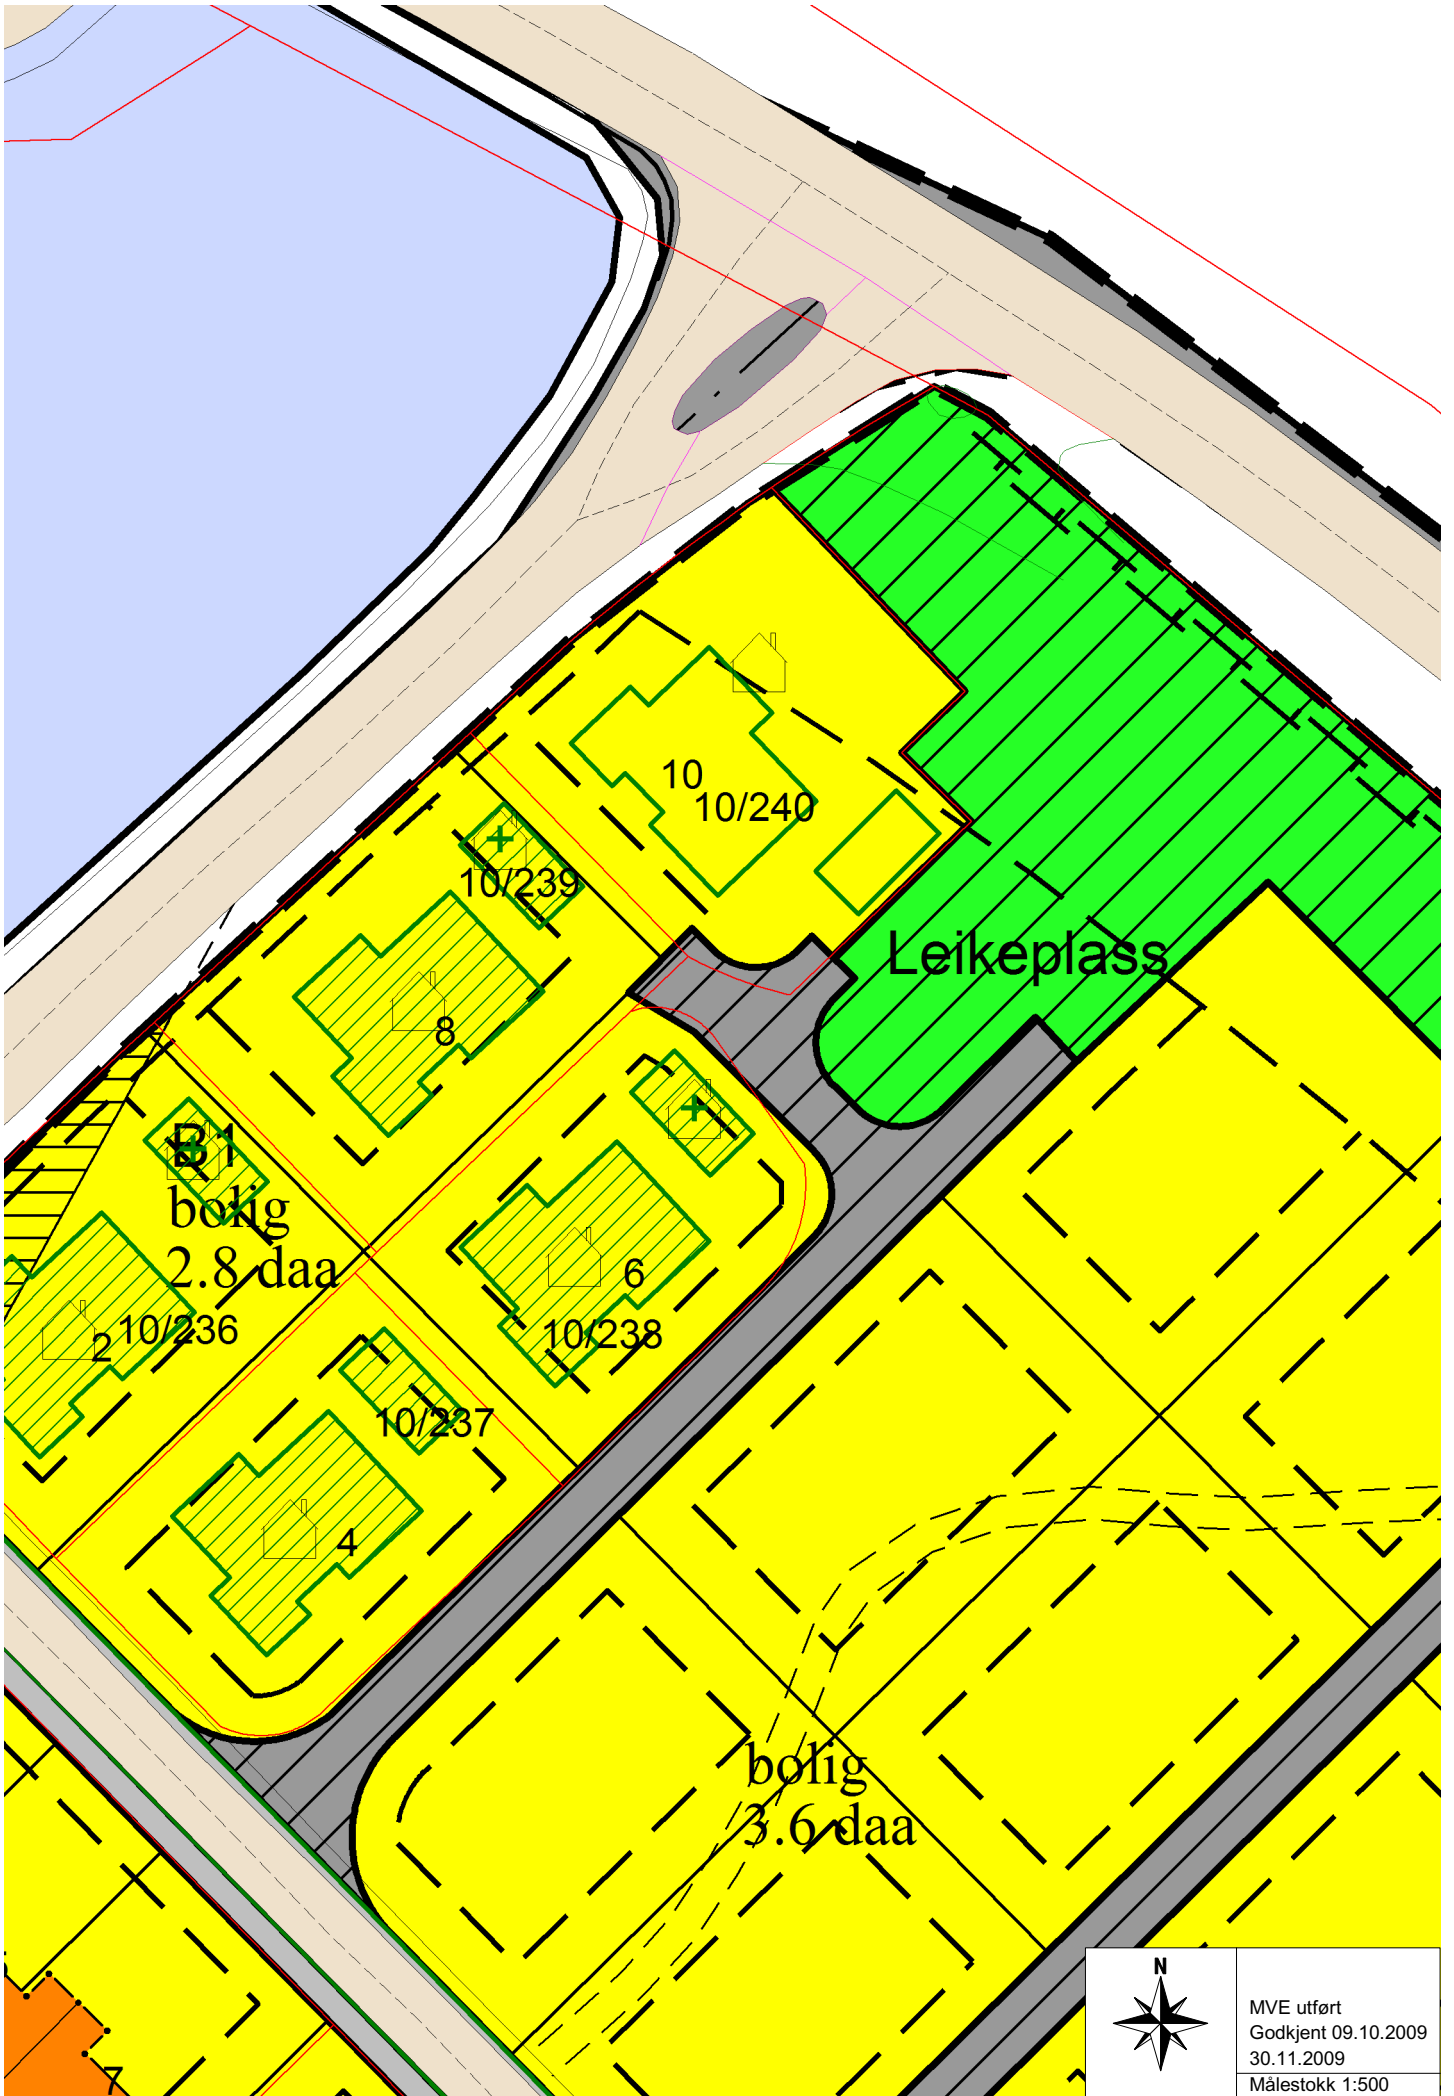 10
10/240
10/239
Leikeplass
8
B1
bolig
2.8 daa
6
10/236
2
10/238
10/237
4
bolig
3.6 daa
N
MVE utført
Godkjent 09.10.2009
30.11.2009
7
Målestokk 1:500